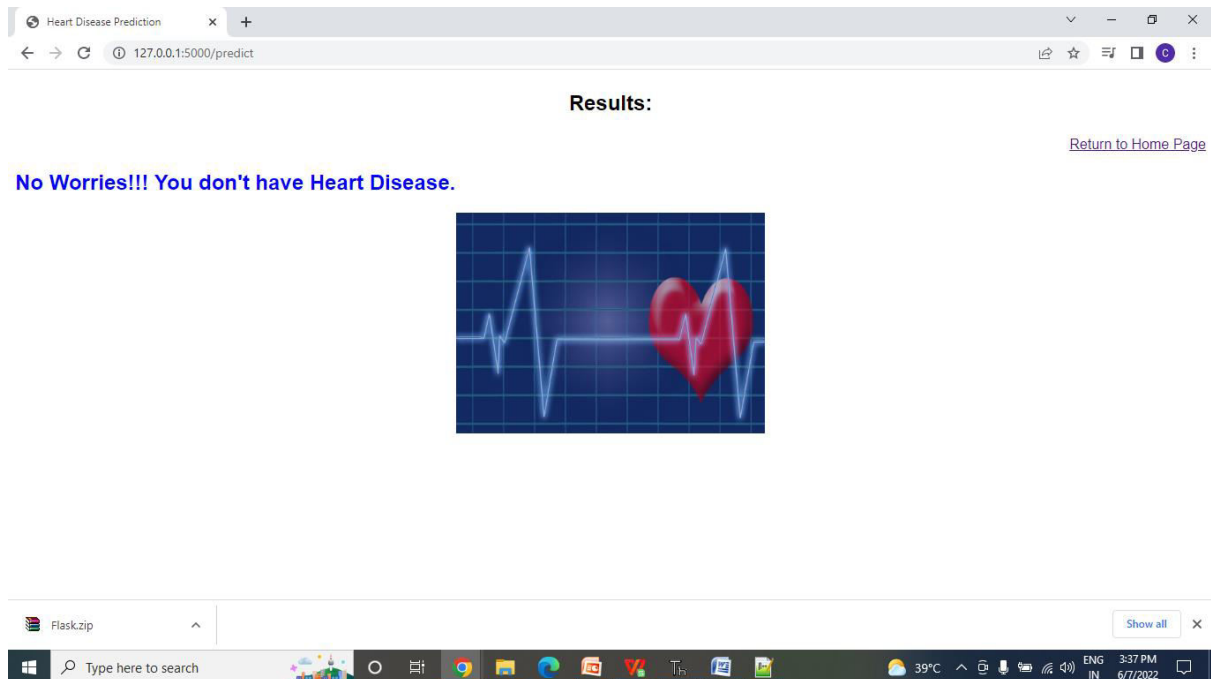 Heart Disease Prediction
127.0.0.1:5000/predict
C
Results:
Return to Home Page
No Worries!!! You don't have Heart Disease.
Flask.zip
Show all
Type here to search
39°C
ENG
IN
3:37 PM
6/7/2022